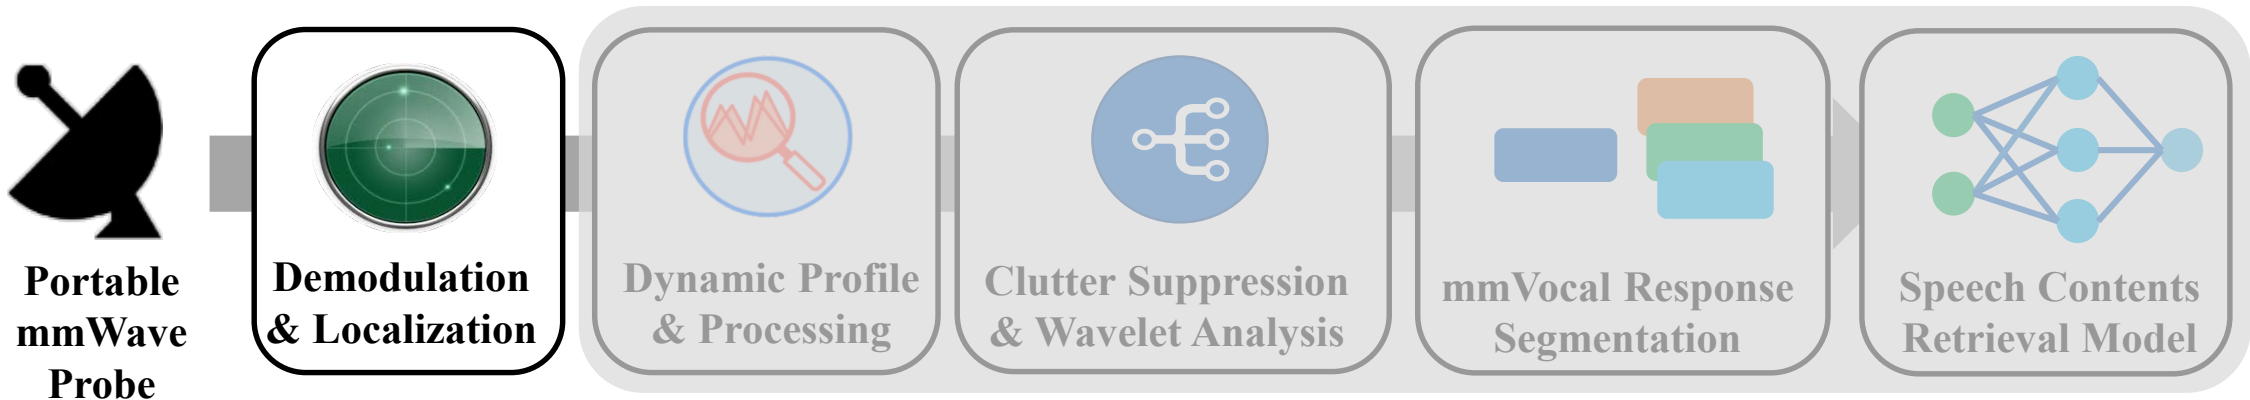 Portable
mmWave
Probe
Demodulation
& Localization
Dynamic Profile
& Processing
Clutter Suppression
& Wavelet Analysis
mmVocal Response
Segmentation
Speech Contents
Retrieval Model